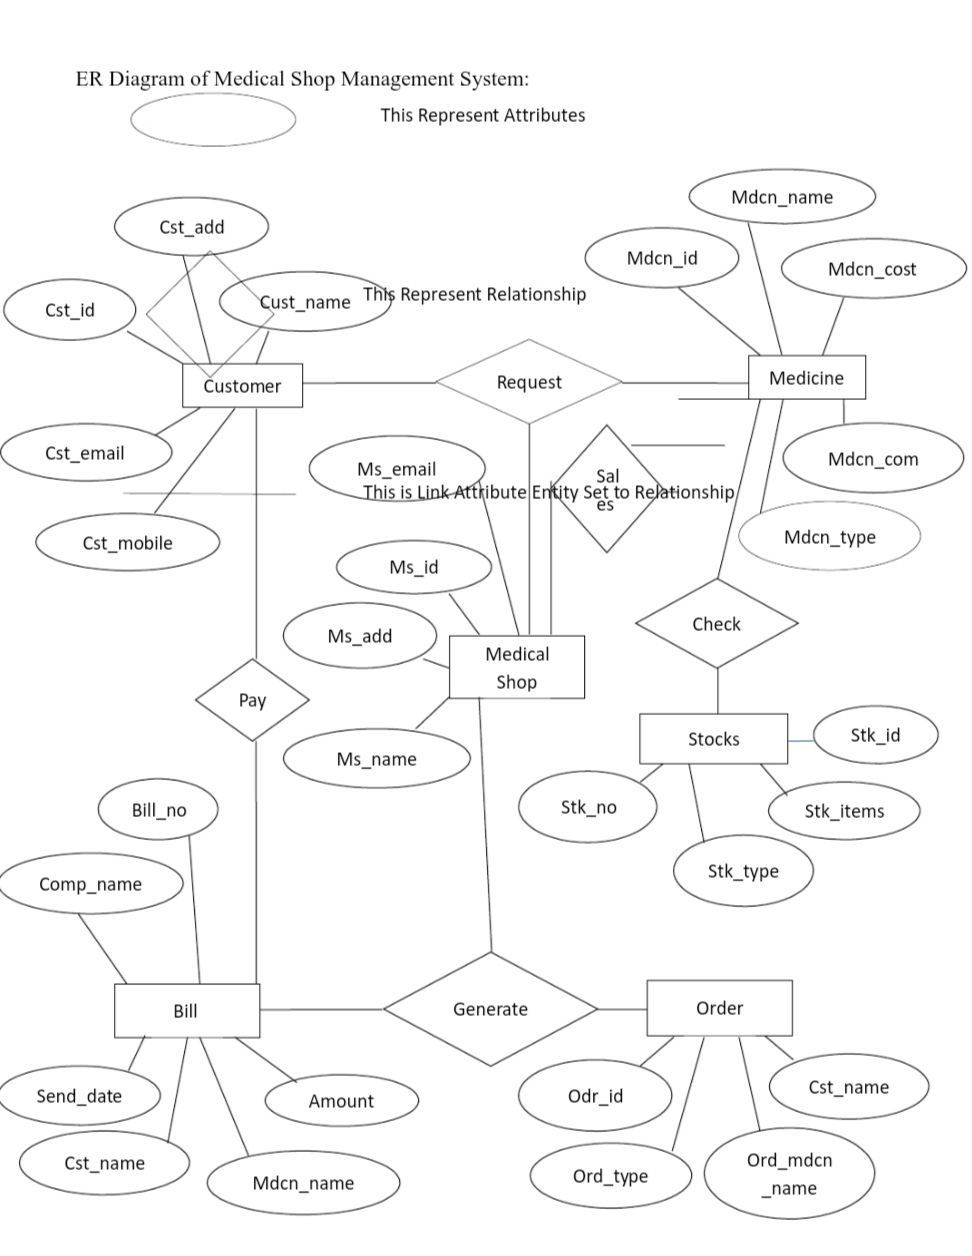 ER Diagram of Medical Shop Management System:
This Represent Attributes
Mdcn_name
Cst_add
Mdcn_id
Mdcn_cost
Cst_id
Cust_name
This Represent Relationship
Customer
Request
Medicine
Cst_email
Ms_email
Mdcn_com
Sal
es
This is Link Attribute Entity Set to Relationship
Cst_mobile
Mdcn_type
Ms_id
Ms_add
Check
Medical
Shop
Pay
Stocks
Stk_id
Ms_name
Bill_no
Stk_no
Stk_items
Comp_name
Stk_type
Bill
Generate
Order
Send_date
Amount
Odr_id
Cst_name
Cst_name
Mdcn_name
Ord_type
Ord_mdcn
_name